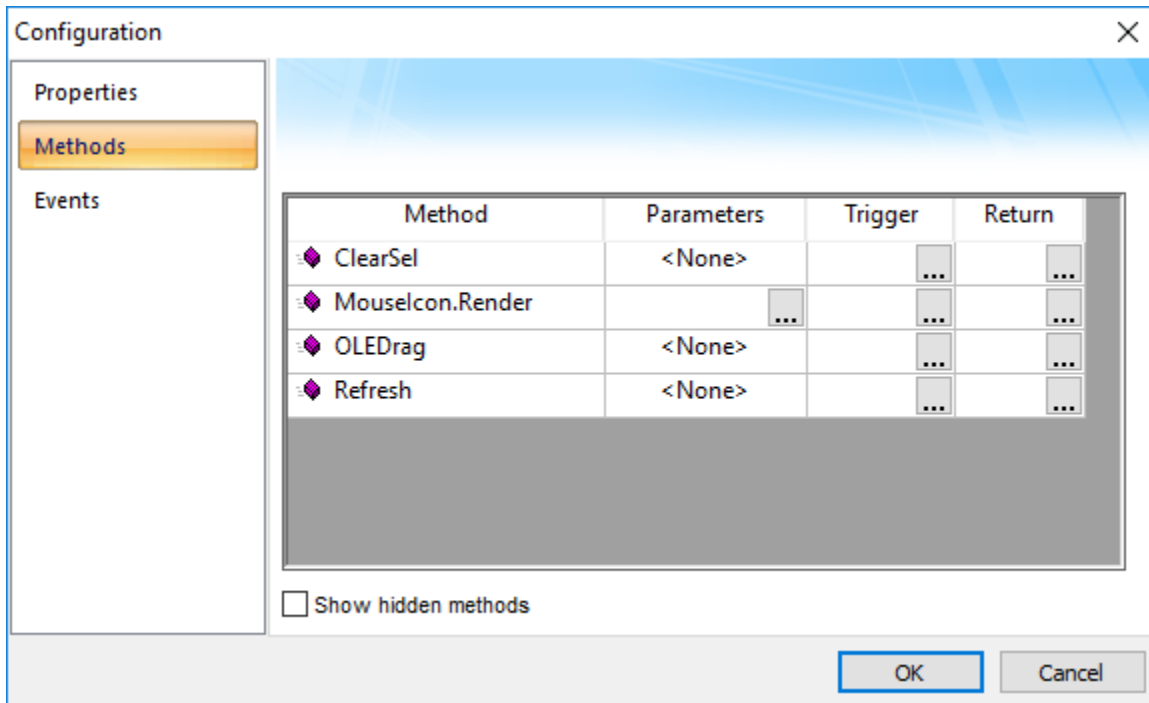 Configuration
Properties
Methods
Events
Method Parameters Trigger Return
ClearSel <None> ... ...
MouseIcon.Render ... ... ...
OLEDrag <None> ... ...
Refresh <None> ... ...
Show hidden methods
OK Cancel